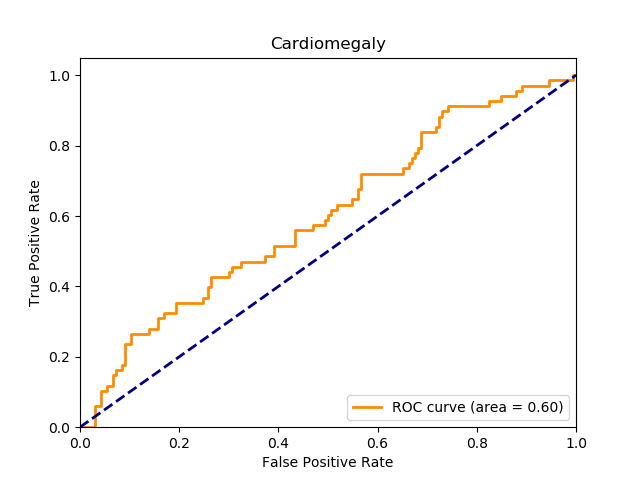 Cardiomegaly
True Positive Rate
1.0
0.8
0.6
0.4
0.2
0.0
ROC curve (area = 0.60)
0.0 0.2 0.4 0.6 0.8 1.0
False Positive Rate